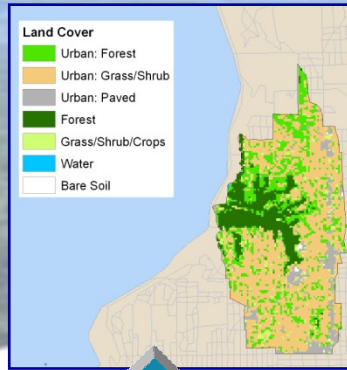 Land Cover
Urban: Forest
Urban: Grass/Shrub
Urban: Paved
Forest
Grass/Shrub/Crops
Water
Bare Soil